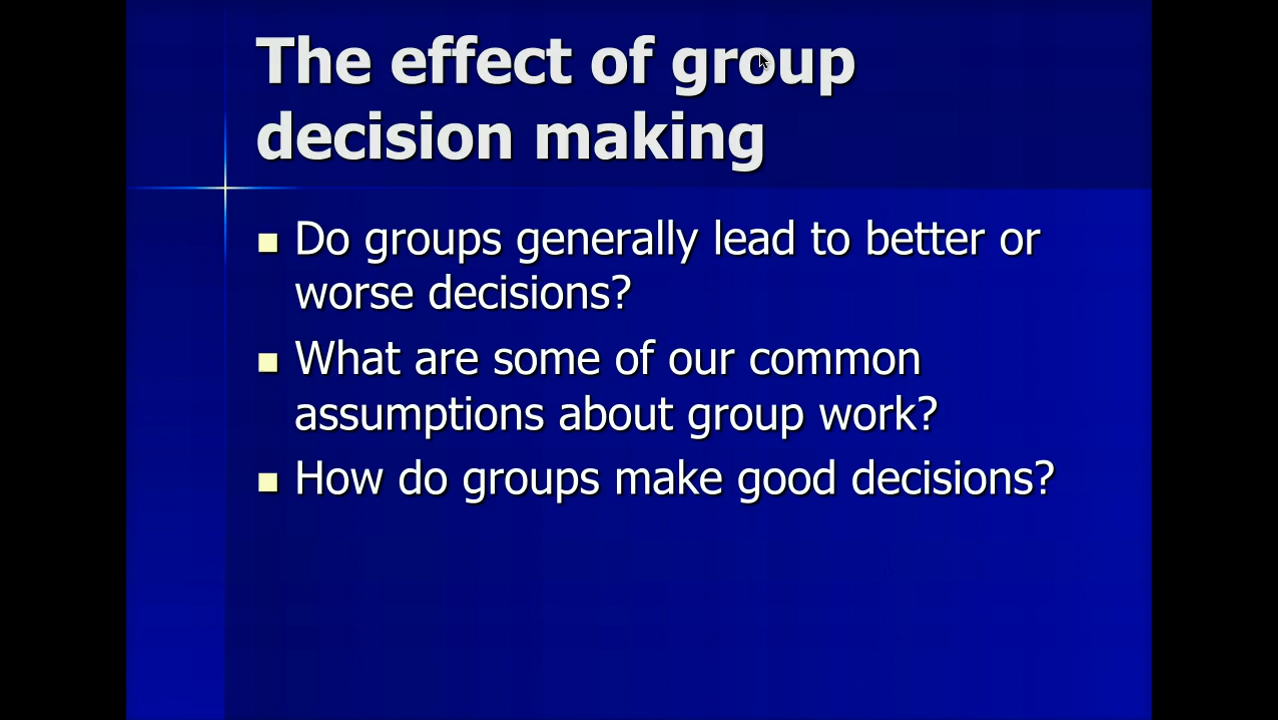 The effect of group
decision making
Do groups generally lead to better or
worse decisions?
What are some of our common
assumptions about group work?
How do groups make good decisions?